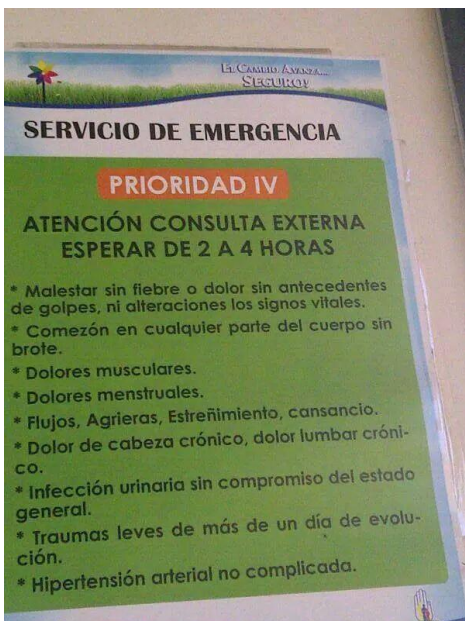 EL CAMBIO AVANZA...
SEGURO!
SERVICIO DE EMERGENCIA
PRIORIDAD IV
ATENCIÓN CONSULTA EXTERNA
ESPERAR DE 2 A 4 HORAS
* Malestar sin fiebre o dolor sin antecedentes
de golpes, ni alteraciones los signos vitales.
* Comezón en cualquier parte del cuerpo sin
brote.
* Dolores musculares.
* Dolores menstruales.
* Flujos, Agrieras, Estreñimiento, cansancio.
* Dolor de cabeza crónico, dolor lumbar cróni-
co.
* Infección urinaria sin compromiso del estado
general.
* Traumas leves de más de un día de evolu-
ción.
* Hipertensión arterial no complicada.